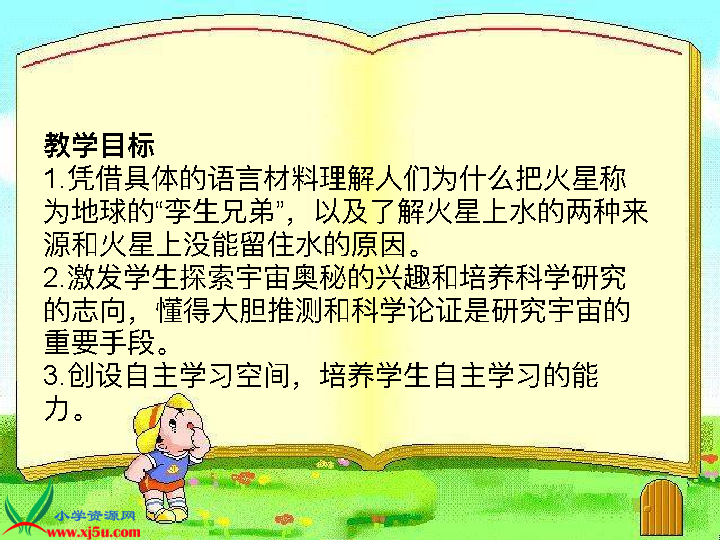 教学目标
1.凭借具体的语言材料理解人们为什么把火星称
为地球的“孪生兄弟”，以及了解火星上水的两种来
源和火星上没能留住水的原因。
2.激发学生探索宇宙奥秘的兴趣和培养科学研究
的志向，懂得大胆推测和科学论证是研究宇宙的
重要手段。
3.创设自主学习空间，培养学生自主学习的能
力。
小学资源网
www.xj5u.com